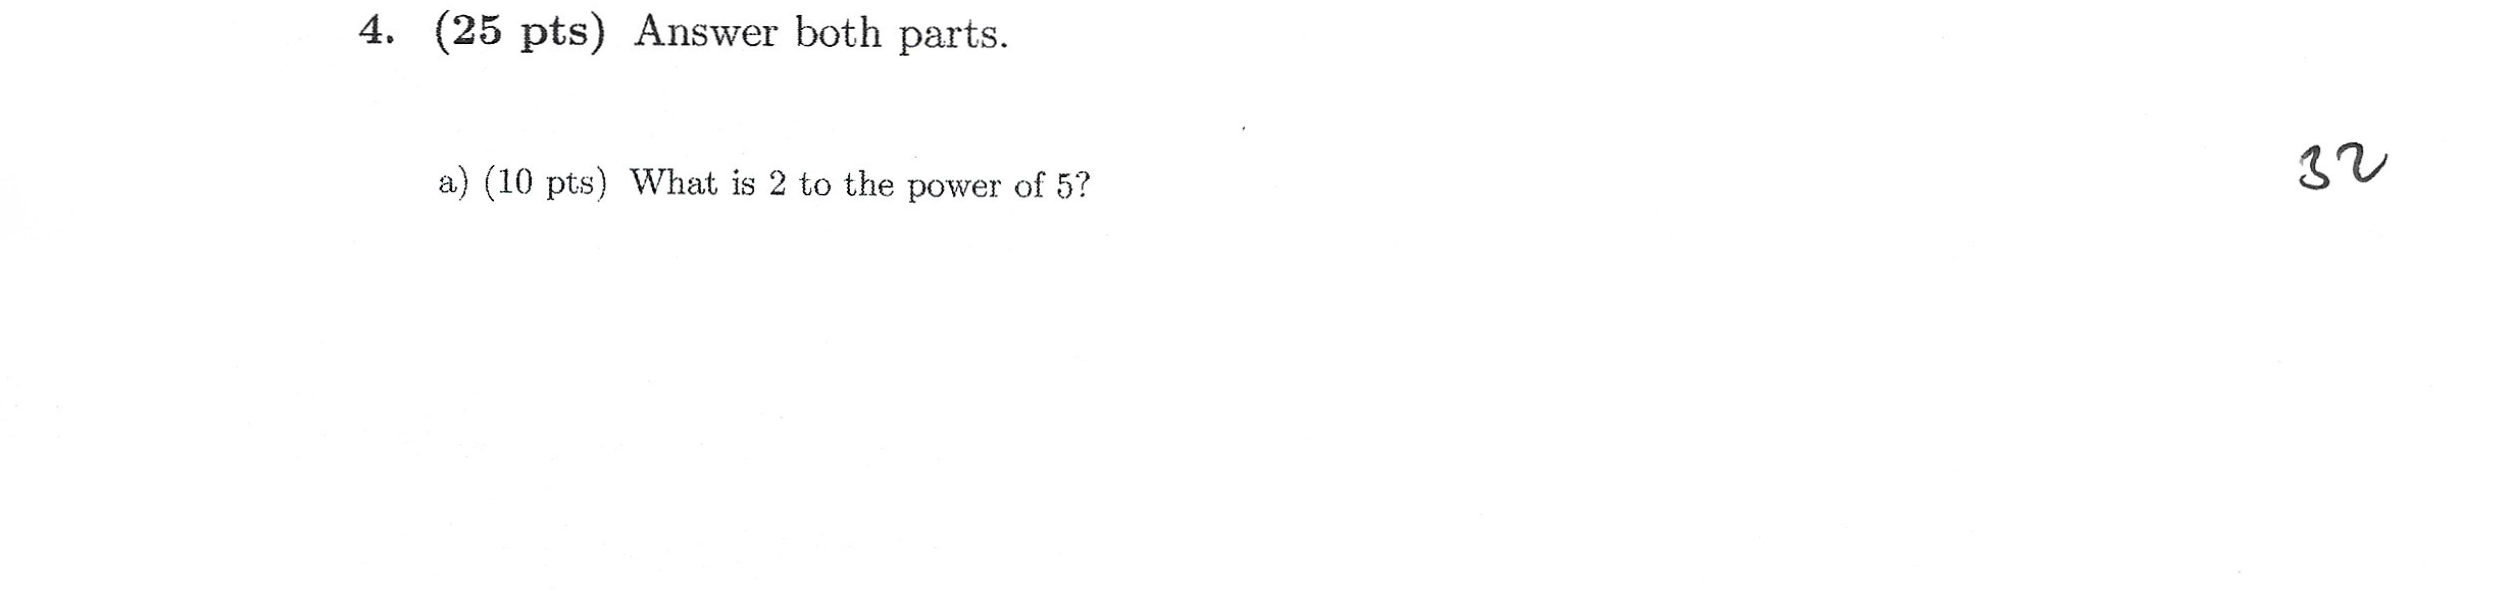 4. (25 pts) Answer both parts.
a) (10 pts) What is 2 to the power of 5?
32